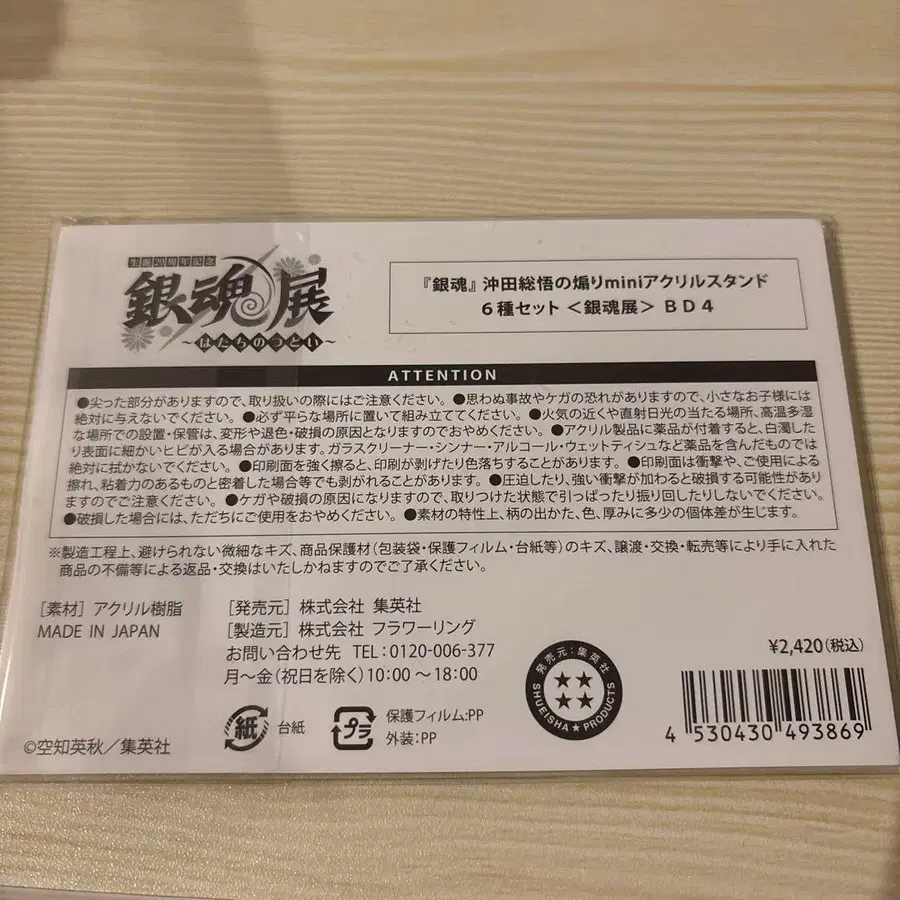 生誕20周年記念
銀魂展
～はたちのつどい～
『銀魂』沖田総悟の煽りminiアクリルスタンド
６種セット＜銀魂展＞ＢＤ４
ATTENTION
●尖った部分がありますので、取り扱いの際にはご注意ください。●思わぬ事故やケガの恐れがありますので、小さなお子様には
絶対に与えないでください。●必ず平らな場所に置いて組み立ててください。●火気の近くや直射日光の当たる場所、高温多湿
な場所での設置・保管は、変形や退色・破損の原因となりますのでおやめください。●アクリル製品に薬品が付着すると、白濁した
り表面に細かいヒビが入る場合があります。ガラスクリーナー・シンナー・アルコール・ウェットティシュなど薬品を含んだものでは
絶対に拭かないでください。●印刷面を強く擦ると、印刷が剥げたり色落ちすることがあります。●印刷面は衝撃や、ご使用による
擦れ、粘着力のあるものと密着した場合等でも剥がれることがあります。●圧迫したり、強い衝撃が加わると破損する可能性があり
ますのでご注意ください。●ケガや破損の原因になりますので、取りつけた状態で引っぱったり振り回したりしないでください。
●破損した場合には、ただちにご使用をおやめください。●素材の特性上、柄の出かた、色、厚みに多少の個体差が生じます。
※製造工程上、避けられない微細なキズ、商品保護材（包装袋・保護フィルム・台紙等）のキズ、譲渡・交換・転売等により手に入れた
商品の不備等による返品・交換はいたしかねますのでご了承ください。
［素材］アクリル樹脂
MADE IN JAPAN
［発売元］株式会社 集英社
［製造元］株式会社 フラワーリング
お問い合わせ先 TEL：0120-006-377
月～金（祝日を除く）10：00～18：00
紙
台紙
プラ
保護フィルム:PP
外装：PP
発売元：集英社
SHUEISHA★PRODUCTS
¥2,420（税込）
4 530430 493869
©空知英秋／集英社